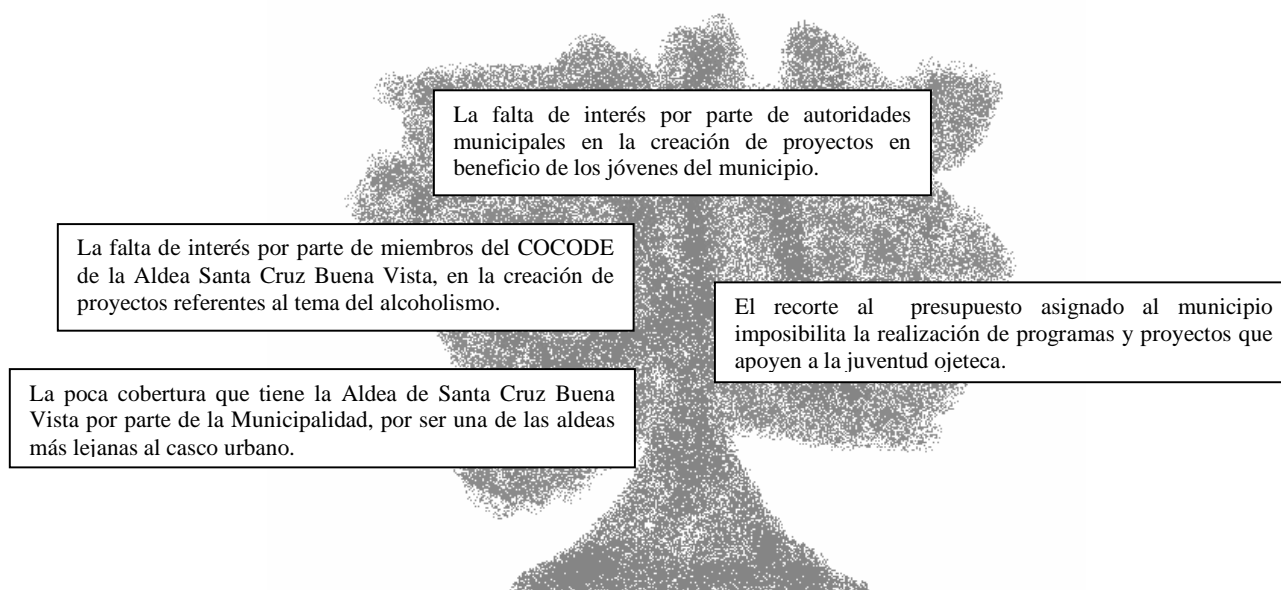 La falta de interés por parte de autoridades
municipales en la creación de proyectos en
beneficio de los jóvenes del municipio.
La falta de interés por parte de miembros del COCODE
de la Aldea Santa Cruz Buena Vista, en la creación de
proyectos referentes al tema del alcoholismo.
El recorte al presupuesto asignado al municipio
imposibilita la realización de programas y proyectos que
apoyen a la juventud ojeteca.
La poca cobertura que tiene la Aldea de Santa Cruz Buena
Vista por parte de la Municipalidad, por ser una de las aldeas
más lejanas al casco urbano.